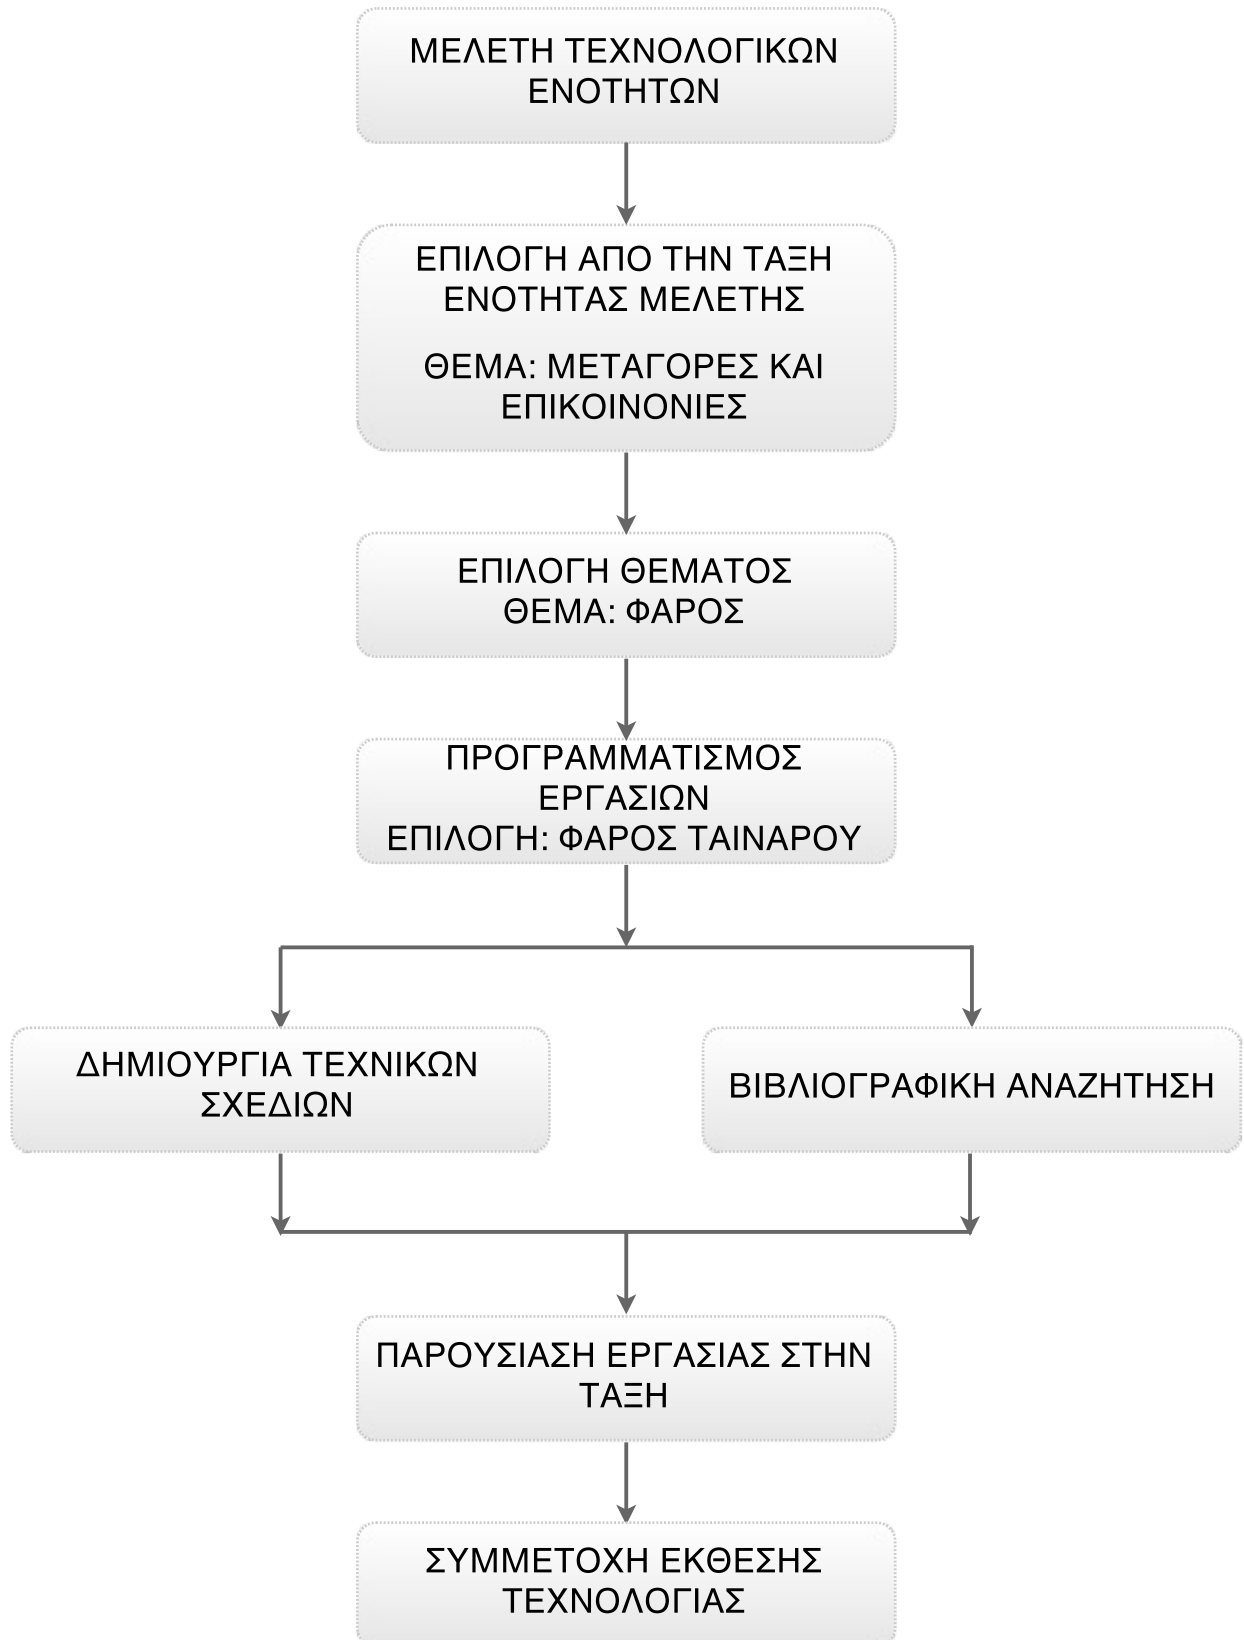 ΜΕΛΕΤΗ ΤΕΧΝΟΛΟΓΙΚΩΝ
ΕΝΟΤΗΤΩΝ
ΕΠΙΛΟΓΗ ΑΠΟ ΤΗΝ ΤΑΞΗ
ΕΝΟΤΗΤΑΣ ΜΕΛΕΤΗΣ
ΘΕΜΑ: ΜΕΤΑΓΟΡΕΣ ΚΑΙ
ΕΠΙΚΟΙΝΟΝΙΕΣ
ΕΠΙΛΟΓΗ ΘΕΜΑΤΟΣ
ΘΕΜΑ: ΦΑΡΟΣ
ΠΡΟΓΡΑΜΜΑΤΙΣΜΟΣ
ΕΡΓΑΣΙΩΝ
ΕΠΙΛΟΓΗ: ΦΑΡΟΣ ΤΑΙΝΑΡΟΥ
ΔΗΜΙΟΥΡΓΙΑ ΤΕΧΝΙΚΩΝ
ΣΧΕΔΙΩΝ
ΒΙΒΛΙΟΓΡΑΦΙΚΗ ΑΝΑΖΗΤΗΣΗ
ΠΑΡΟΥΣΙΑΣΗ ΕΡΓΑΣΙΑΣ ΣΤΗΝ
ΤΑΞΗ
ΣΥΜΜΕΤΟΧΗ ΕΚΘΕΣΗΣ
ΤΕΧΝΟΛΟΓΙΑΣ